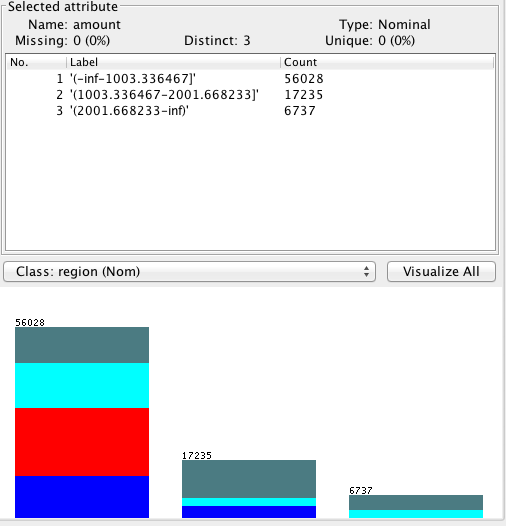 Selected attribute
Name: amount Type: Nominal
Missing: 0 (0%) Distinct: 3 Unique: 0 (0%)
No. Label Count
1 '(-inf-1003.336467]' 56028
2 '(1003.336467-2001.668233]' 17235
3 '(2001.668233-inf)' 6737
Class: region (Nom) Visualize All
56028
17235
6737